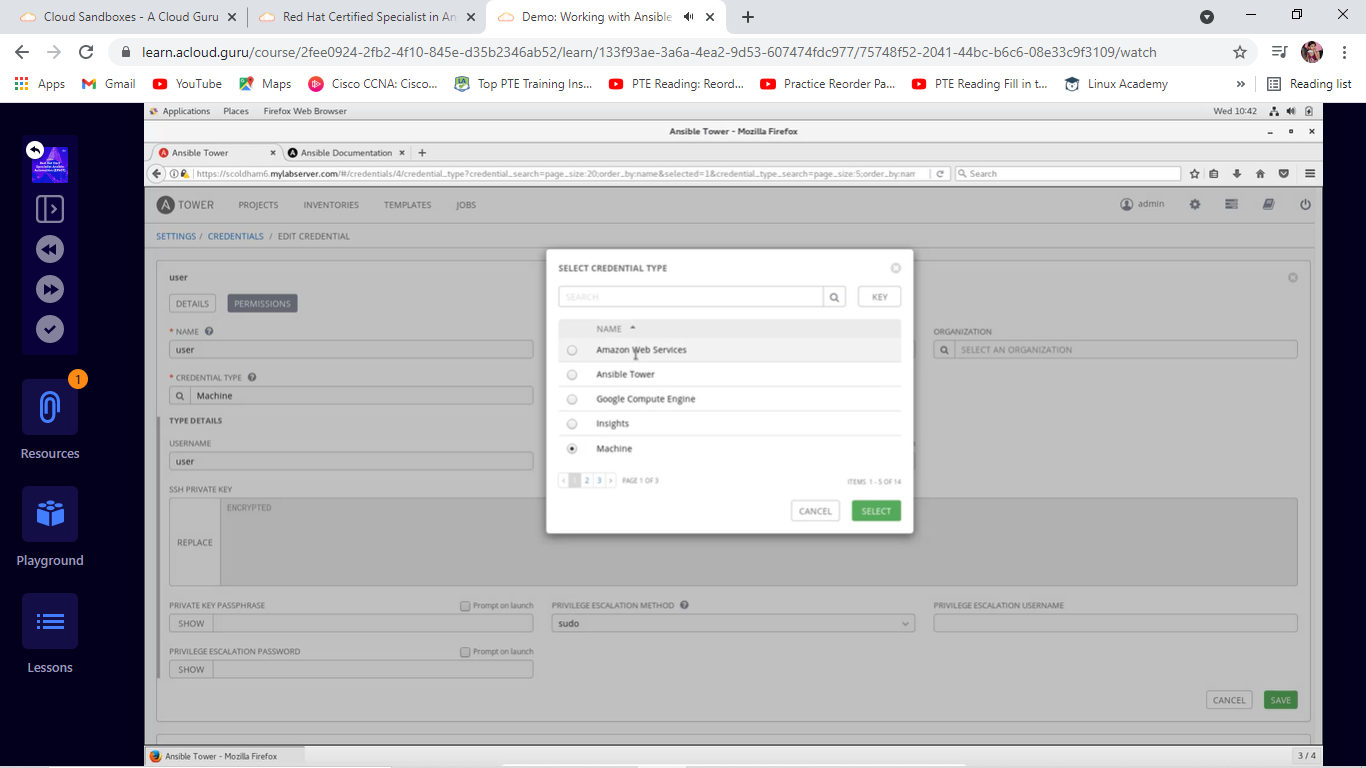 Cloud Sandboxes - A Cloud Guru
Red Hat Certified Specialist in An
Demo: Working with Ansible
learn.acloud.guru/course/2fee0924-2fb2-4f10-845e-d35b2346ab52/learn/133f93ae-3a6a-4ea2-9d53-607474fdc977/75748f52-2041-44bc-b6c6-08e33c9f3109/watch
Apps Gmail YouTube Maps Cisco CCNA: Cisco... Top PTE Training Ins... PTE Reading: Reord... Practice Reorder Pa... PTE Reading Fill in t... Linux Academy » Reading list
Applications Places Firefox Web Browser Wed 10:42
Ansible Tower - Mozilla Firefox
Ansible Tower Ansible Documentation
https://scoldham6.mylabserver.com/#/credentials/4/credential_type?credential_search=page_size:20;order_by:name&selected=1&credential_type_search=page_size:5;order_by:nam
Search
A TOWER PROJECTS INVENTORIES TEMPLATES JOBS admin
SETTINGS / CREDENTIALS / EDIT CREDENTIAL
user
DETAILS PERMISSIONS
* NAME ?
user
* CREDENTIAL TYPE ?
Machine
TYPE DETAILS
USERNAME
user
SSH PRIVATE KEY
ENCRYPTED
REPLACE
PRIVATE KEY PASSPHRASE Prompt on launch
SHOW
PRIVILEGE ESCALATION METHOD ?
sudo
PRIVILEGE ESCALATION USERNAME
PRIVILEGE ESCALATION PASSWORD Prompt on launch
SHOW
CANCEL SAVE
ORGANIZATION
SELECT AN ORGANIZATION
SELECT CREDENTIAL TYPE
SEARCH
KEY
NAME
Amazon Web Services
Ansible Tower
Google Compute Engine
Insights
Machine
< 1 2 3 > PAGE 1 OF 3 ITEMS 1 - 5 OF 14
CANCEL SELECT
Ansible Tower - Mozilla Firefox
3 / 4
1
Resources
Playground
Lessons